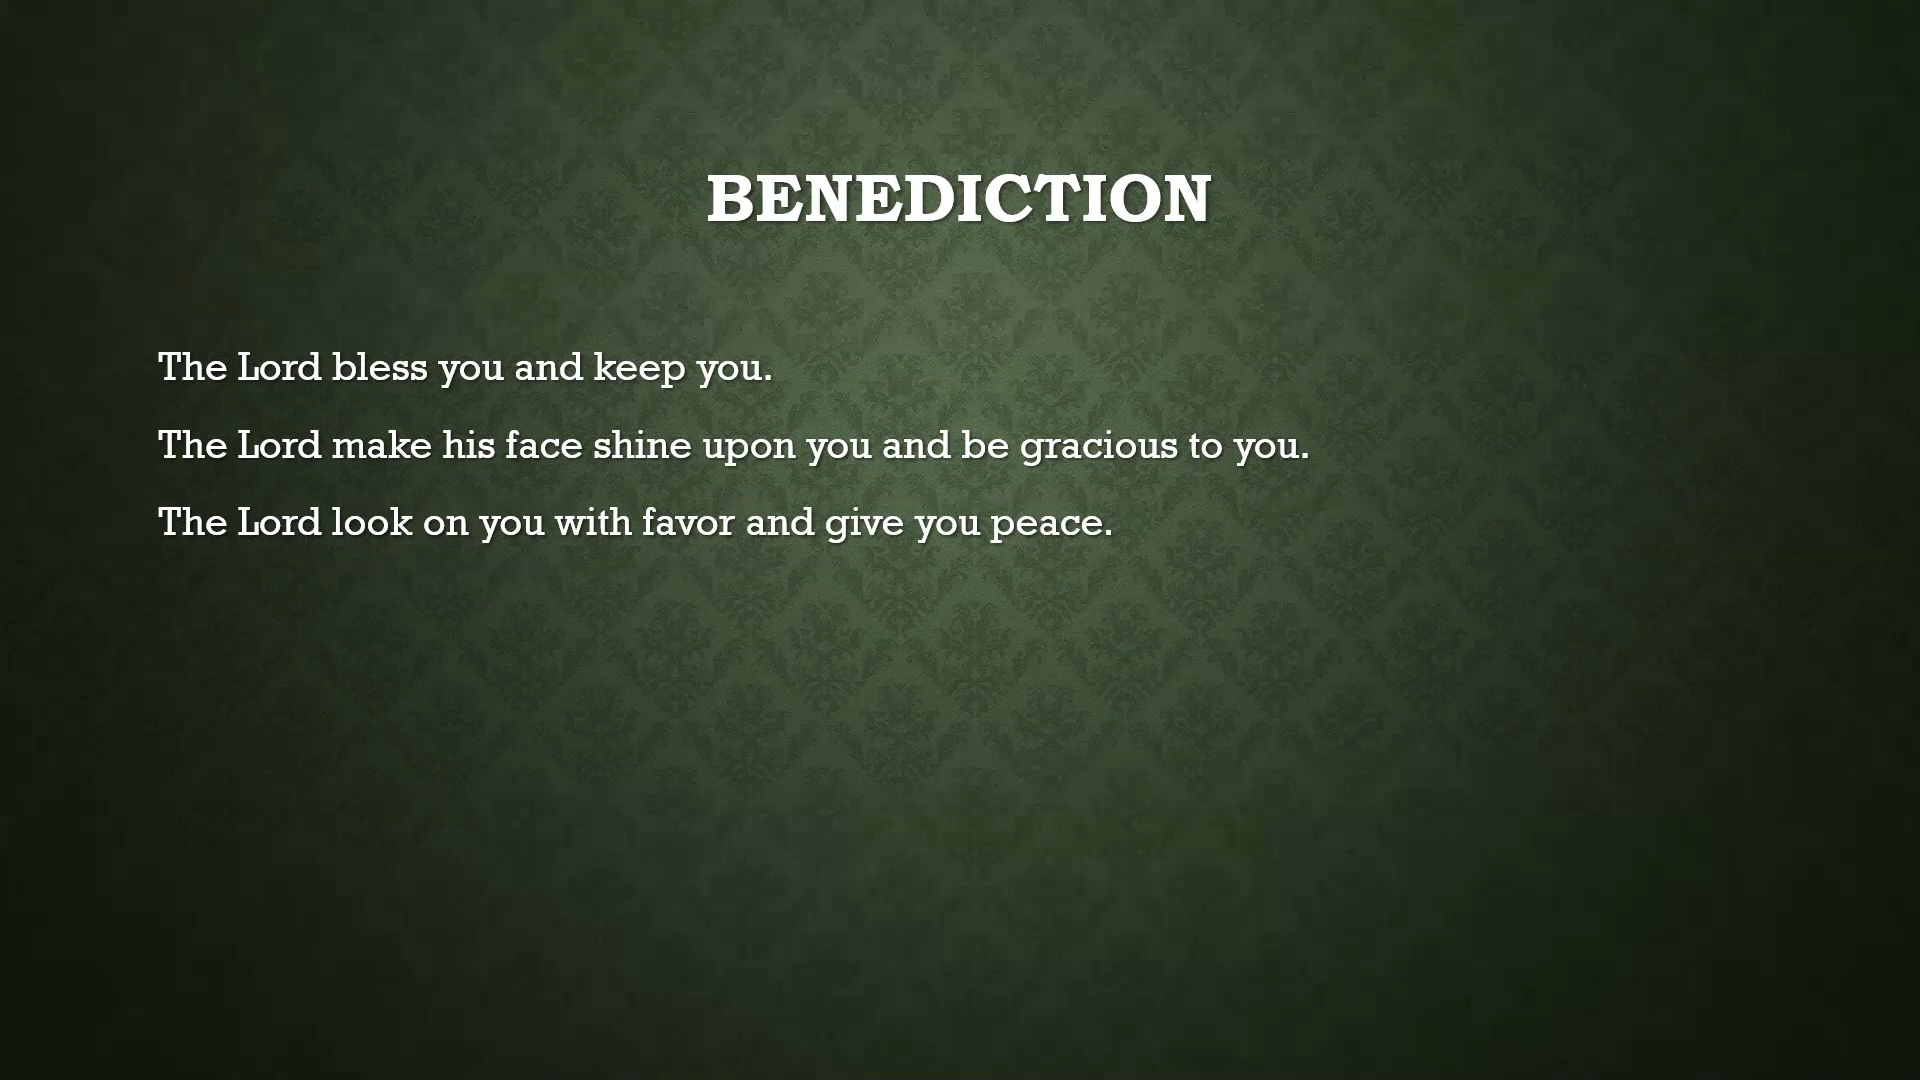 BENEDICTION
The Lord bless you and keep you.
The Lord make his face shine upon you and be gracious to you.
The Lord look on you with favor and give you peace.